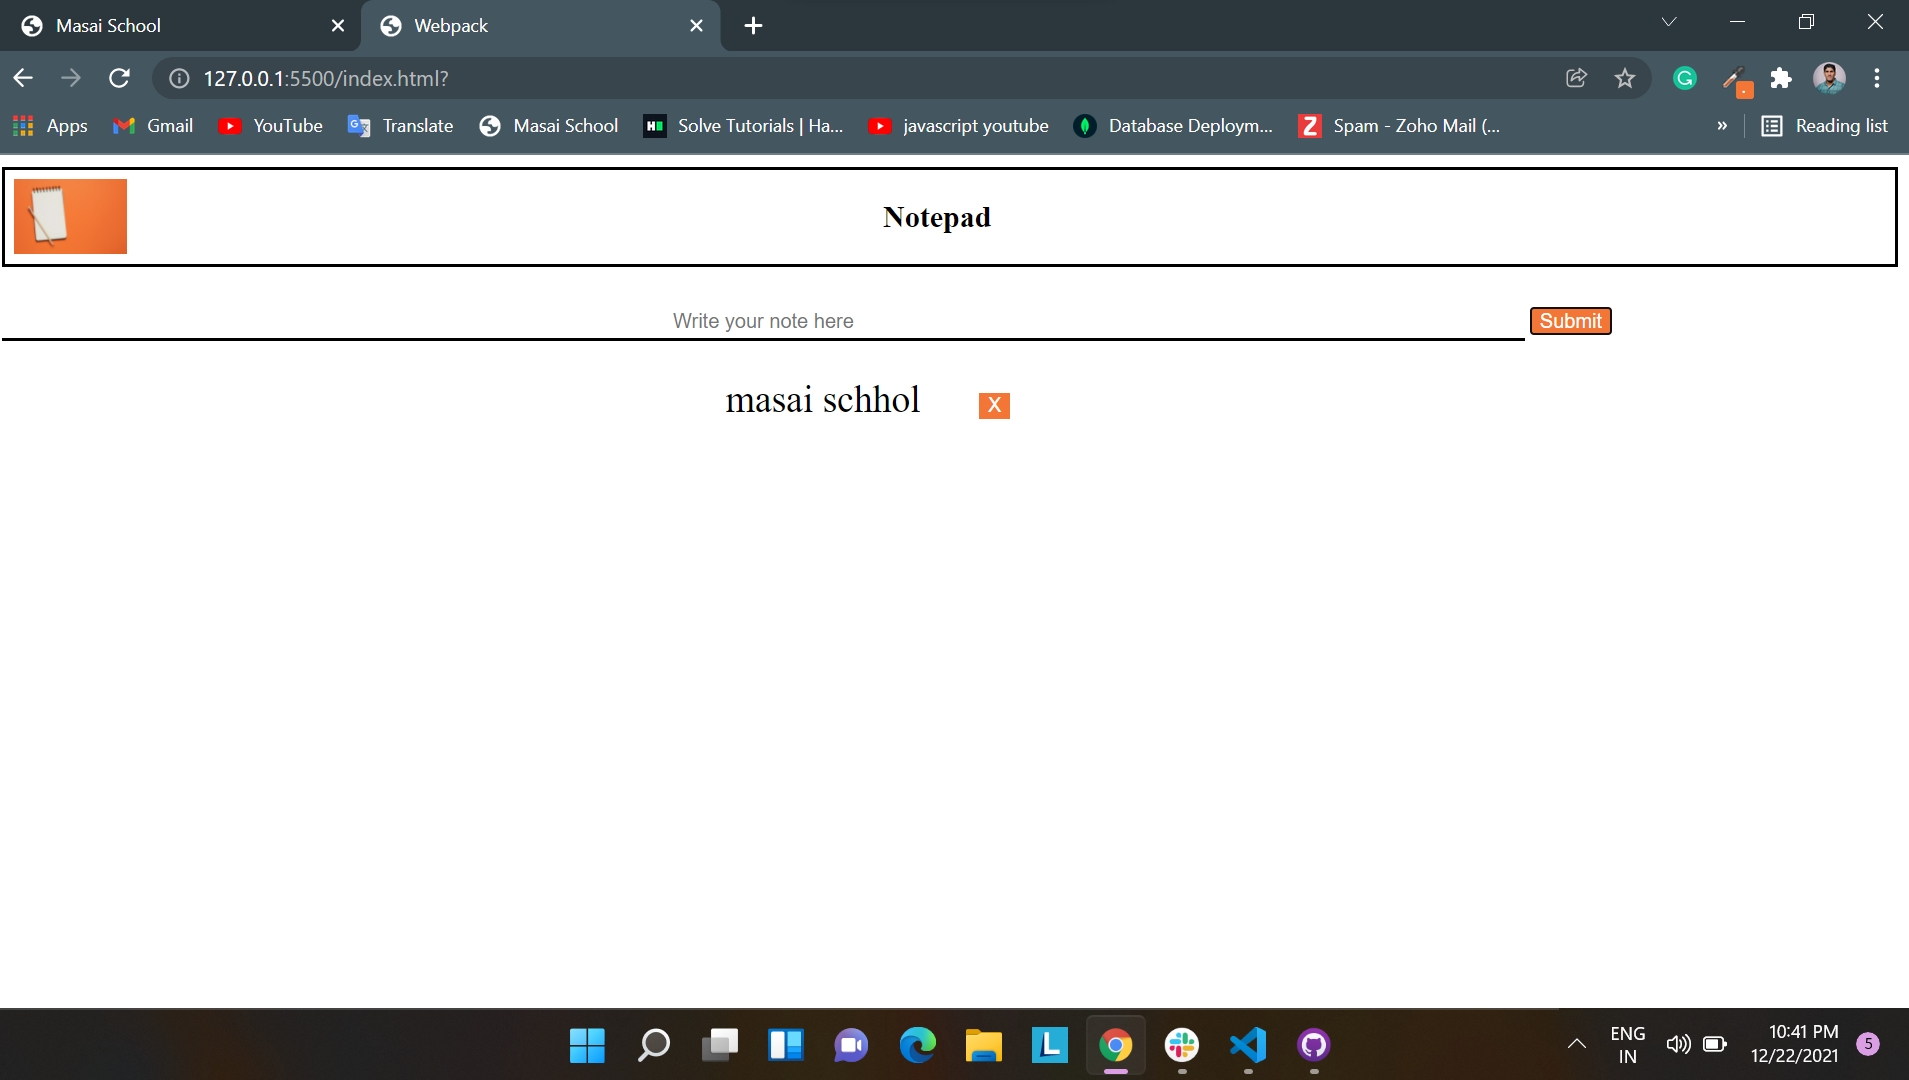 Masai School
Webpack
127.0.0.1:5500/index.html?
Apps
Gmail
YouTube
Translate
Masai School
Solve Tutorials | Ha...
javascript youtube
Database Deploym...
Spam - Zoho Mail (...
»
Reading list
Notepad
Write your note here
Submit
masai schhol
X
ENG
IN
10:41 PM
12/22/2021
5